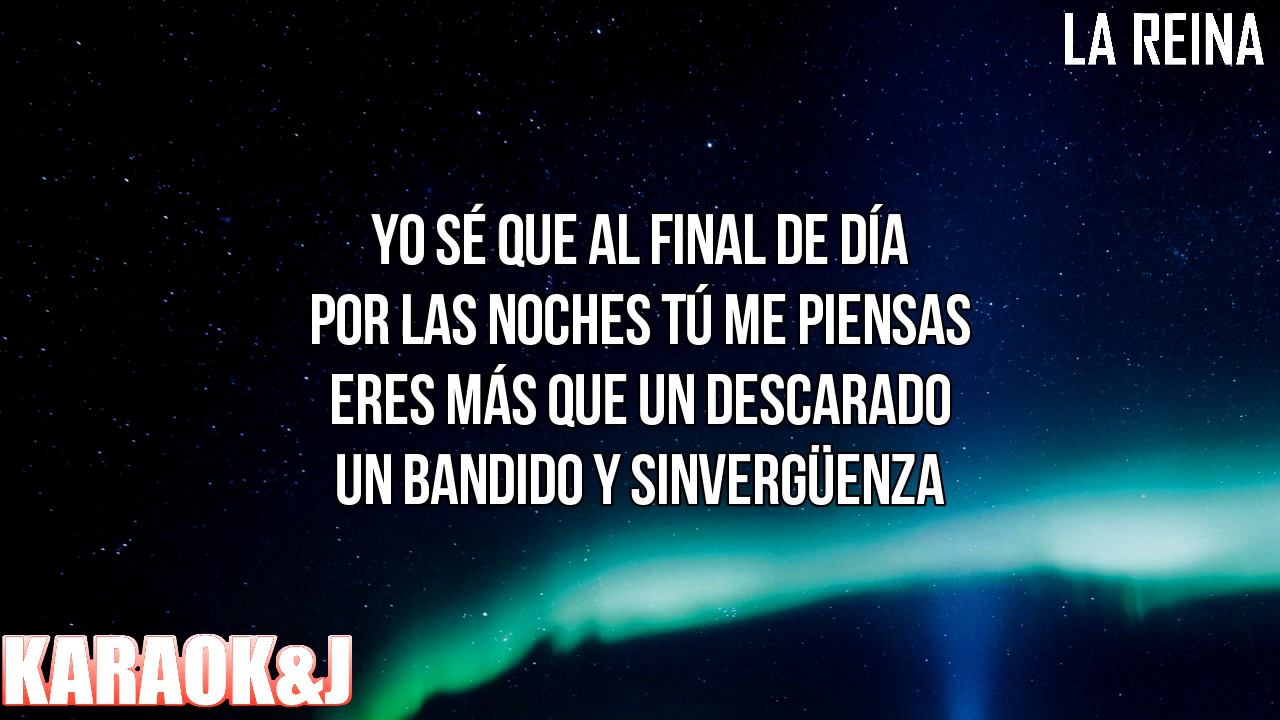 LA REINA
YO SÉ QUE AL FINAL DE DÍA
POR LAS NOCHES TÚ ME PIENSAS
ERES MÁS QUE UN DESCARADO
UN BANDIDO Y SINVERGÜENZA
KARAOK&J